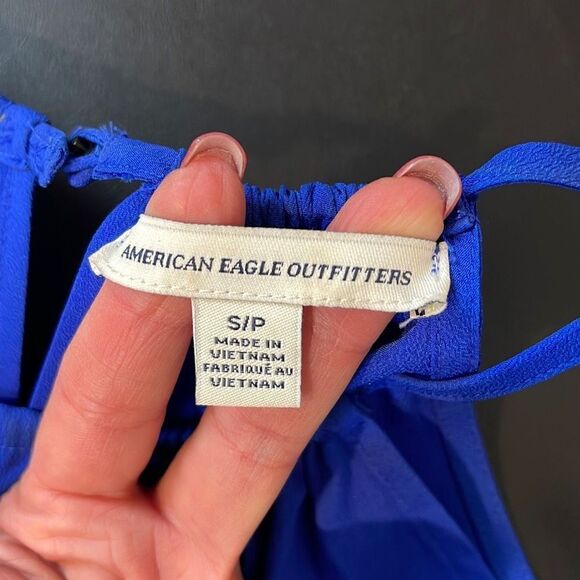 AMERICAN EAGLE OUTFITTERS
S/P
MADE IN
VIETNAM
FABRIQUÉ AU
VIETNAM